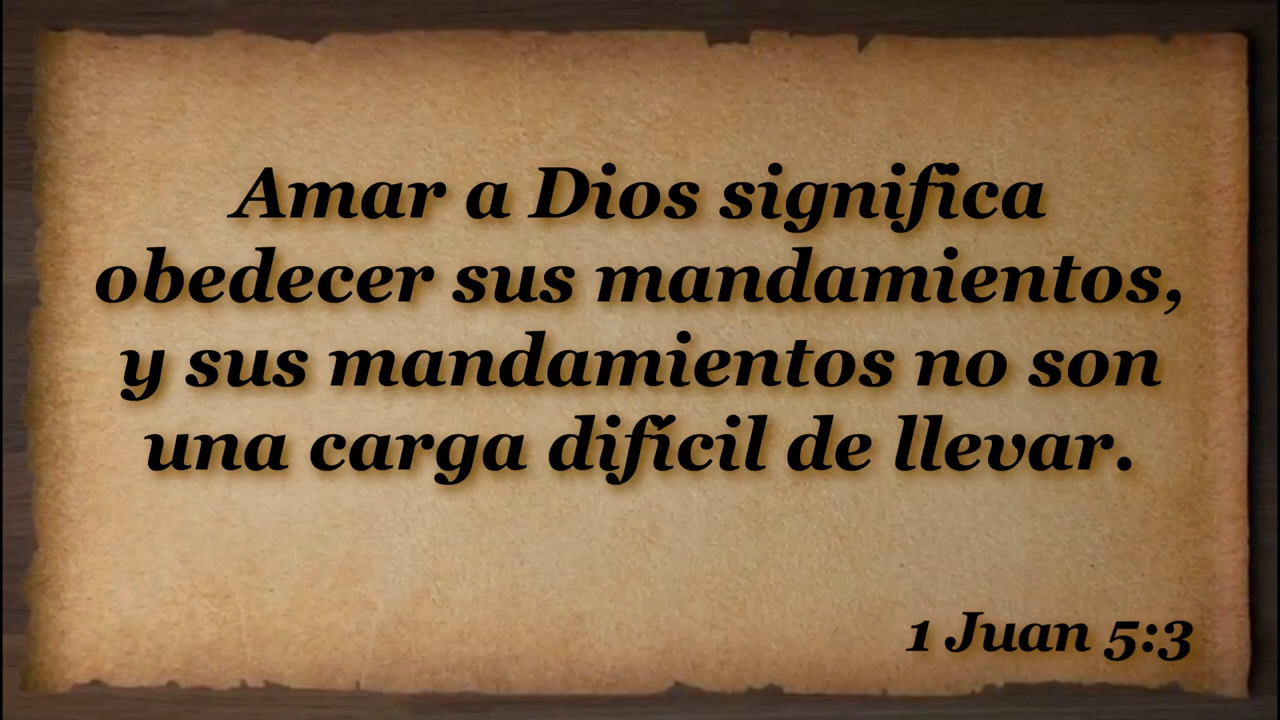 Amar a Dios significa
obedecer sus mandamientos,
y sus mandamientos no son
una carga difícil de llevar.
1 Juan 5:3